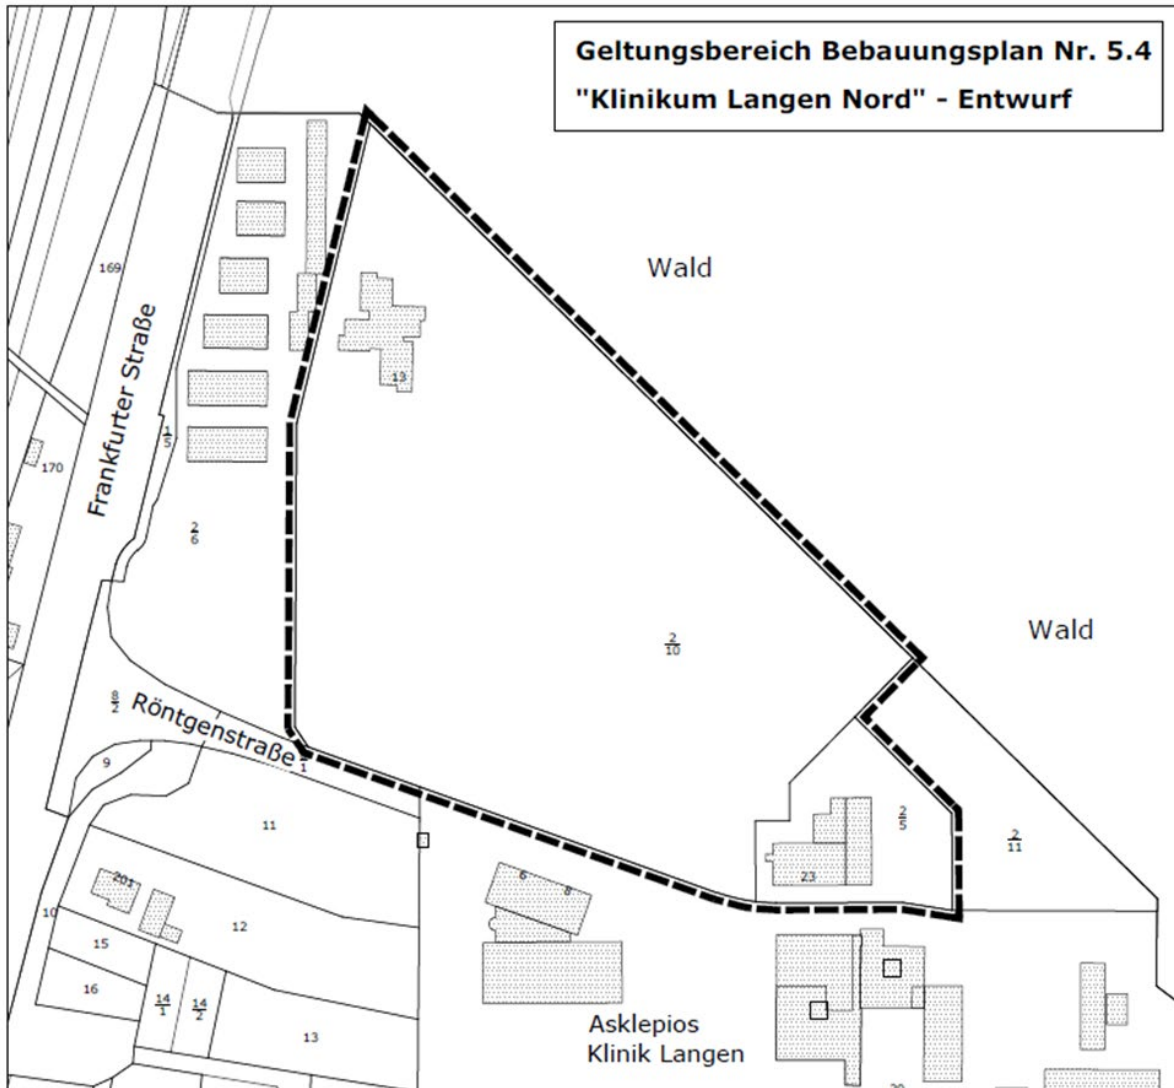 Geltungsbereich Bebauungsplan Nr. 5.4
"Klinikum Langen Nord" - Entwurf
Wald
169
Frankfurter Straße
13
1/5
170
2/6
2/10
Wald
Röntgenstraße
1
9
11
2/5
2/11
23
6
8
201
10
12
15
16
14/1
14/2
13
Asklepios
Klinik Langen